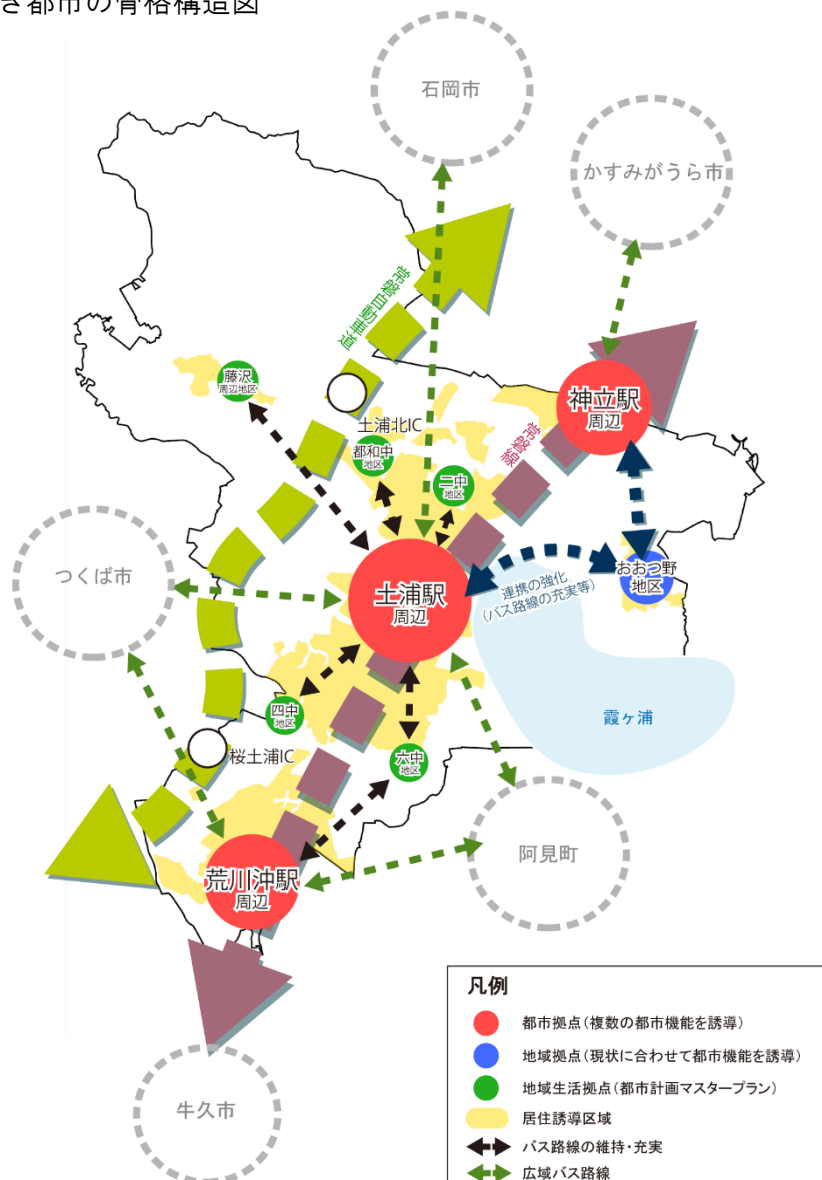 き都市の骨格構造図
石岡市
かすみがうら市
常磐自動車道
藤沢
周辺地区
神立駅
周辺
土浦北IC
都和中
地区
常磐線
二中
地区
つくば市
土浦駅
周辺
おおつ野
地区
連携の強化
(バス路線の充実等)
四中
地区
霞ヶ浦
桜土浦IC
六中
地区
阿見町
荒川沖駅
周辺
牛久市
凡例
都市拠点(複数の都市機能を誘導)
地域拠点(現状に合わせて都市機能を誘導)
地域生活拠点(都市計画マスタープラン)
居住誘導区域
バス路線の維持・充実
広域バス路線